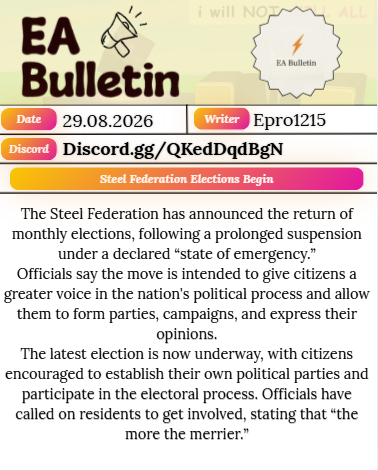 i will NOT KILL ALL
EA
Bulletin
EA Bulletin
Date 29.08.2026 Writer Epro1215
Discord Discord.gg/QKedDqdBgN
Steel Federation Elections Begin
The Steel Federation has announced the return of
monthly elections, following a prolonged suspension
under a declared “state of emergency.”
Officials say the move is intended to give citizens a
greater voice in the nation's political process and allow
them to form parties, campaigns, and express their
opinions.
The latest election is now underway, with citizens
encouraged to establish their own political parties and
participate in the electoral process. Officials have
called on residents to get involved, stating that “the
more the merrier.”